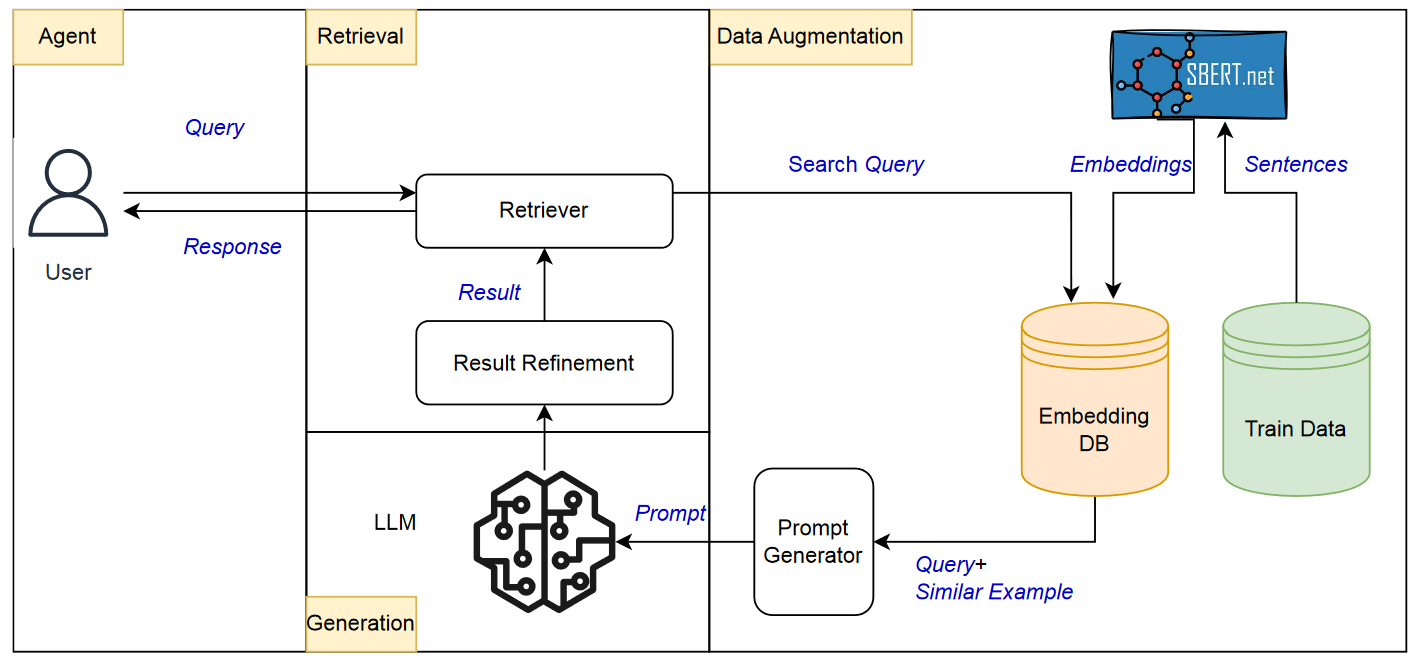 Agent
Retrieval
Data Augmentation
SBERT.net
Query
Search Query
Embeddings
Sentences
Retriever
Response
User
Result
Result Refinement
Embedding
DB
Train Data
LLM
Prompt
Prompt
Generator
Query+
Similar Example
Generation